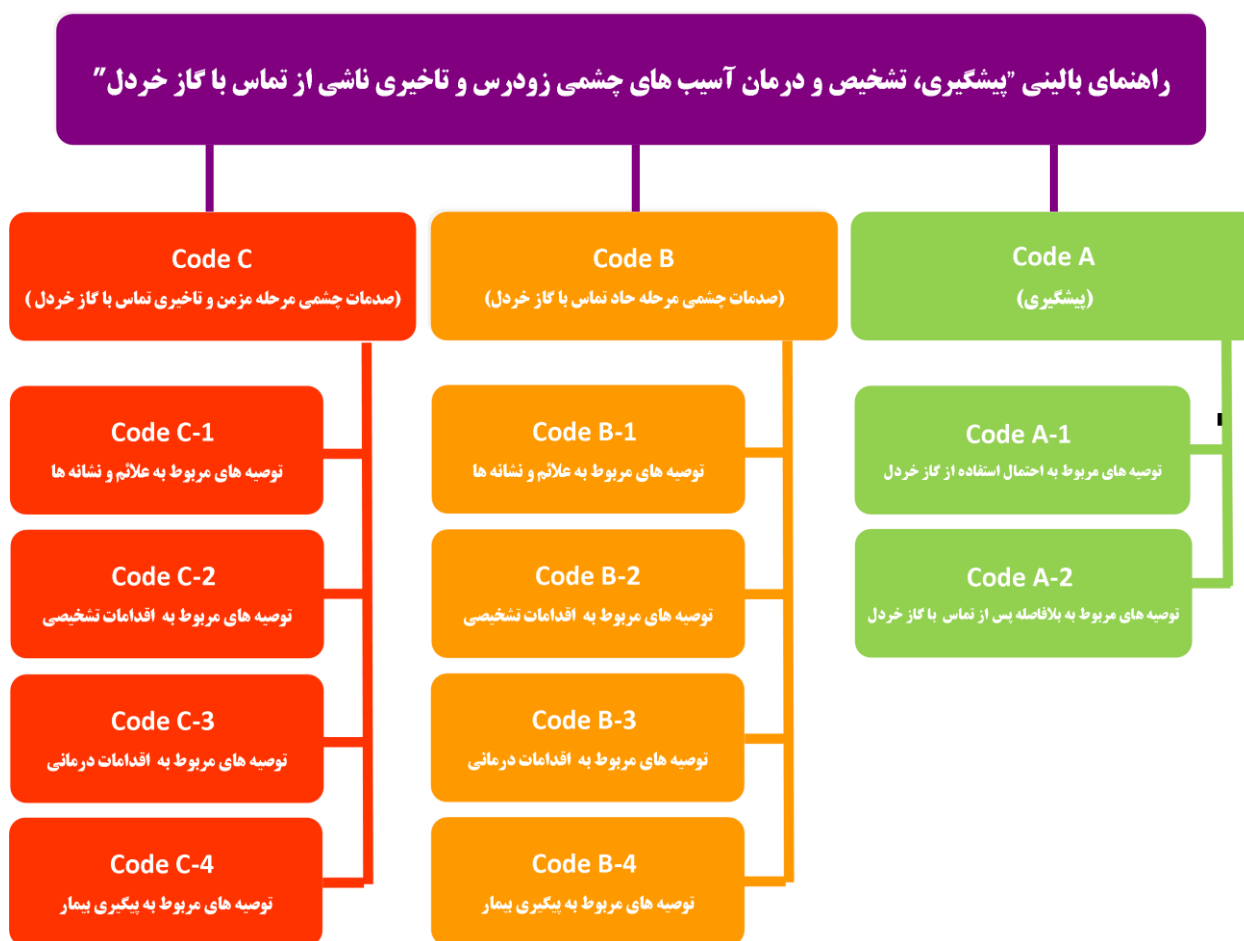 راهنمای بالینی "پیشگیری، تشخیص و درمان آسیب های چشمی زودرس و تاخیری ناشی از تماس با گاز خردل"
Code A
(پیشگیری)
Code A-1
توصیه های مربوط به احتمال استفاده از گاز خردل
Code A-2
توصیه های مربوط به بلافاصله پس از تماس با گاز خردل
Code B
(صدمات چشمی مرحله حاد تماس با گاز خردل)
Code B-1
توصیه های مربوط به علائم و نشانه ها
Code B-2
توصیه های مربوط به اقدامات تشخیصی
Code B-3
توصیه های مربوط به اقدامات درمانی
Code B-4
توصیه های مربوط به پیگیری بیمار
Code C
(صدمات چشمی مرحله مزمن و تاخیری تماس با گاز خردل )
Code C-1
توصیه های مربوط به علائم و نشانه ها
Code C-2
توصیه های مربوط به اقدامات تشخیصی
Code C-3
توصیه های مربوط به اقدامات درمانی
Code C-4
توصیه های مربوط به پیگیری بیمار